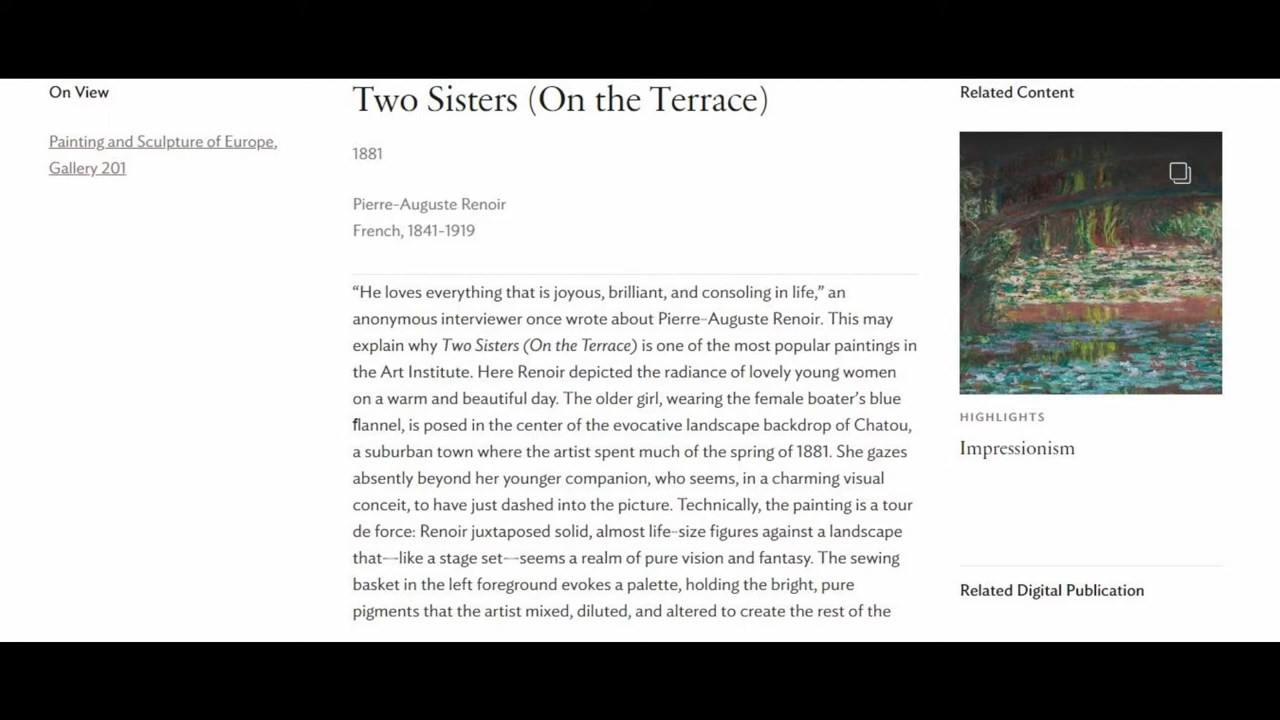 On View
Painting and Sculpture of Europe,
Gallery 201
Two Sisters (On the Terrace)
1881
Pierre-Auguste Renoir
French, 1841-1919
“He loves everything that is joyous, brilliant, and consoling in life,” an
anonymous interviewer once wrote about Pierre-Auguste Renoir. This may
explain why Two Sisters (On the Terrace) is one of the most popular paintings in
the Art Institute. Here Renoir depicted the radiance of lovely young women
on a warm and beautiful day. The older girl, wearing the female boater’s blue
flannel, is posed in the center of the evocative landscape backdrop of Chatou,
a suburban town where the artist spent much of the spring of 1881. She gazes
absently beyond her younger companion, who seems, in a charming visual
conceit, to have just dashed into the picture. Technically, the painting is a tour
de force: Renoir juxtaposed solid, almost life-size figures against a landscape
that—like a stage set—seems a realm of pure vision and fantasy. The sewing
basket in the left foreground evokes a palette, holding the bright, pure
pigments that the artist mixed, diluted, and altered to create the rest of the
Related Content
HIGHLIGHTS
Impressionism
Related Digital Publication